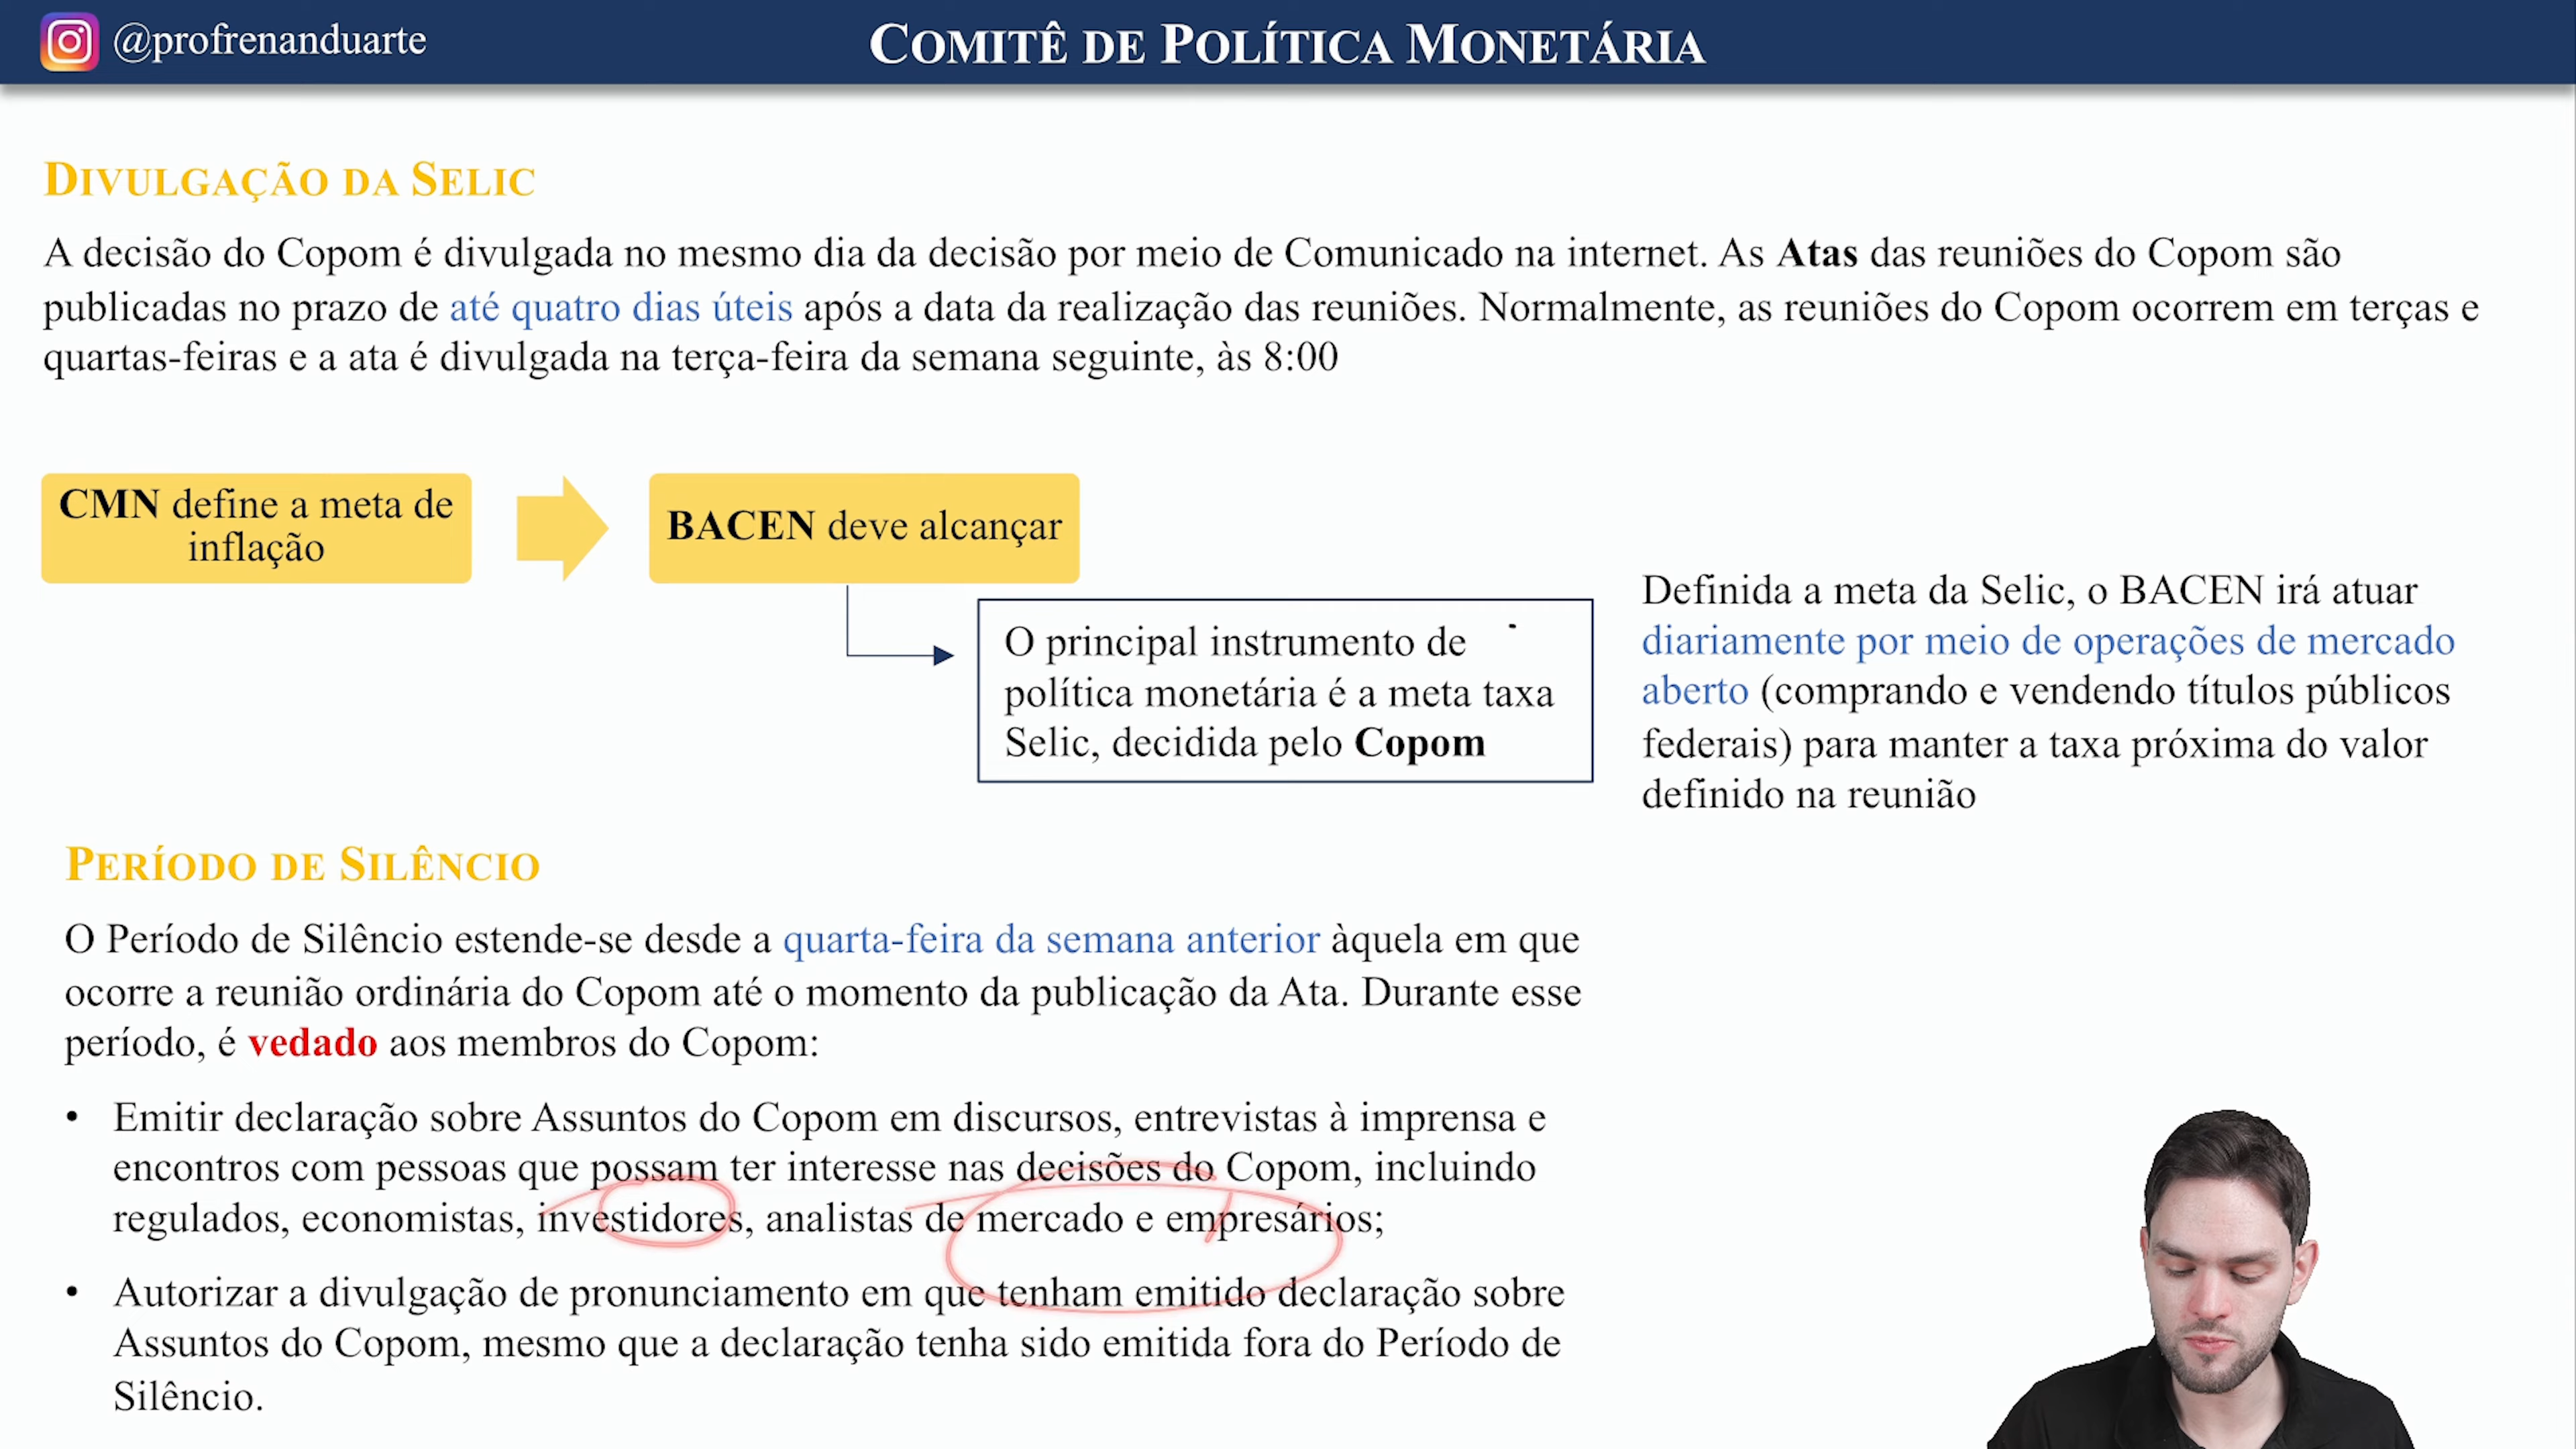 @profrenanduarte
COMITÊ DE POLÍTICA MONETÁRIA
DIVULGAÇÃO DA SELIC
A decisão do Copom é divulgada no mesmo dia da decisão por meio de Comunicado na internet. As Atas das reuniões do Copom são
publicadas no prazo de até quatro dias úteis após a data da realização das reuniões. Normalmente, as reuniões do Copom ocorrem em terças e
quartas-feiras e a ata é divulgada na terça-feira da semana seguinte, às 8:00
CMN define a meta de
inflação
BACEN deve alcançar
O principal instrumento de
política monetária é a meta taxa
Selic, decidida pelo Copom
Definida a meta da Selic, o BACEN irá atuar
diariamente por meio de operações de mercado
aberto (comprando e vendendo títulos públicos
federais) para manter a taxa próxima do valor
definido na reunião
PERÍODO DE SILÊNCIO
O Período de Silêncio estende-se desde a quarta-feira da semana anterior àquela em que
ocorre a reunião ordinária do Copom até o momento da publicação da Ata. Durante esse
período, é vedado aos membros do Copom:
• Emitir declaração sobre Assuntos do Copom em discursos, entrevistas à imprensa e
encontros com pessoas que possam ter interesse nas decisões do Copom, incluindo
regulados, economistas, investidores, analistas de mercado e empresários;
• Autorizar a divulgação de pronunciamento em que tenham emitido declaração sobre
Assuntos do Copom, mesmo que a declaração tenha sido emitida fora do Período de
Silêncio.